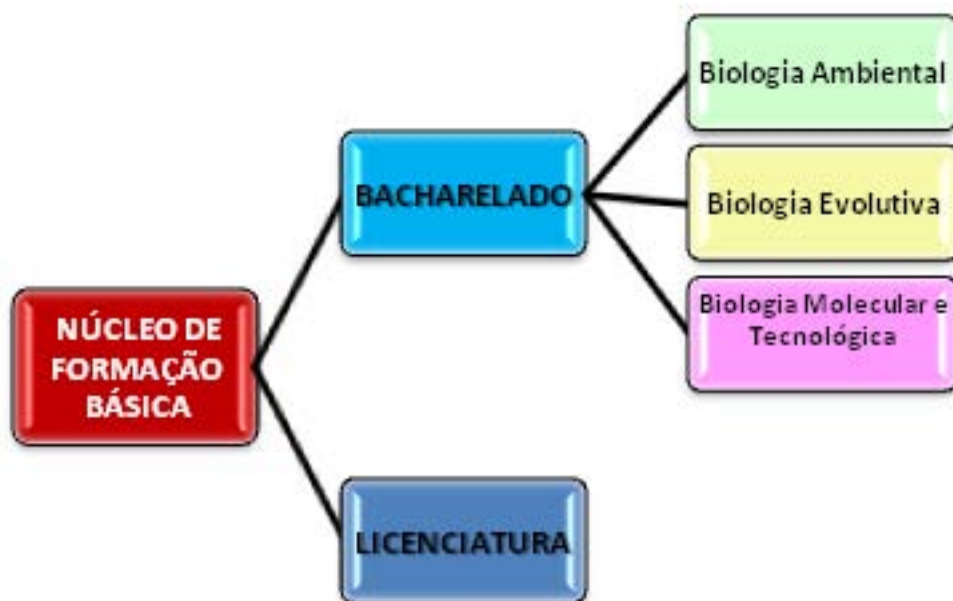 Biologia Ambiental
BACHARELADO
Biologia Evolutiva
Biologia Molecular e
Tecnológica
NÚCLEO DE
FORMAÇÃO
BÁSICA
LICENCIATURA